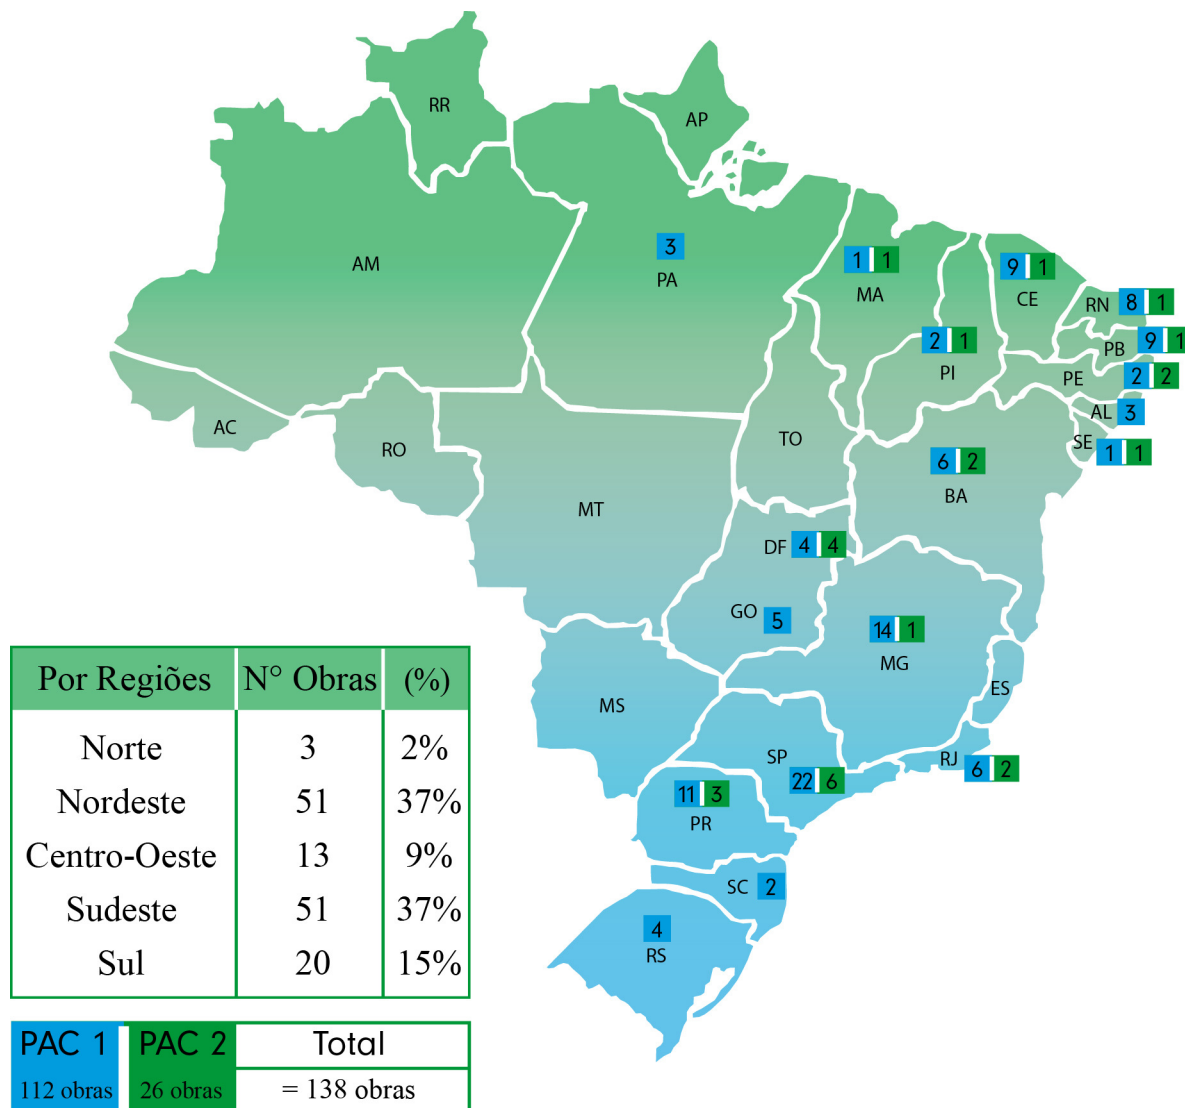 RR
AP
AM
3
PA
1 1
MA
9 1
CE
RN 8 1
PB 9 1
2 1
PI
PE 2 2
AL 3
SE 1 1
AC
RO
TO
6 2
BA
MT
DF 4 4
GO 5
14 1
MG
ES
MS
SP
22 6
RJ 6 2
11 3
PR
SC 2
4
RS
Por Regiões N° Obras (%)
Norte 3 2%
Nordeste 51 37%
Centro-Oeste 13 9%
Sudeste 51 37%
Sul 20 15%
PAC 1 PAC 2 Total
112 obras 26 obras = 138 obras